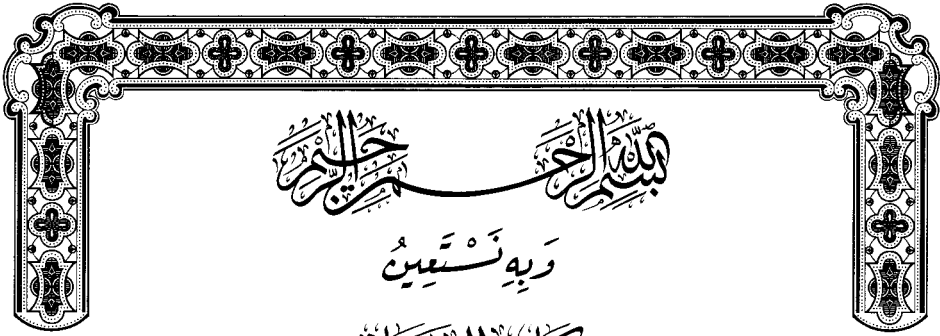 بسم الله الرحمن الرحيم
وَبِهِ نَسْتَعِينُ